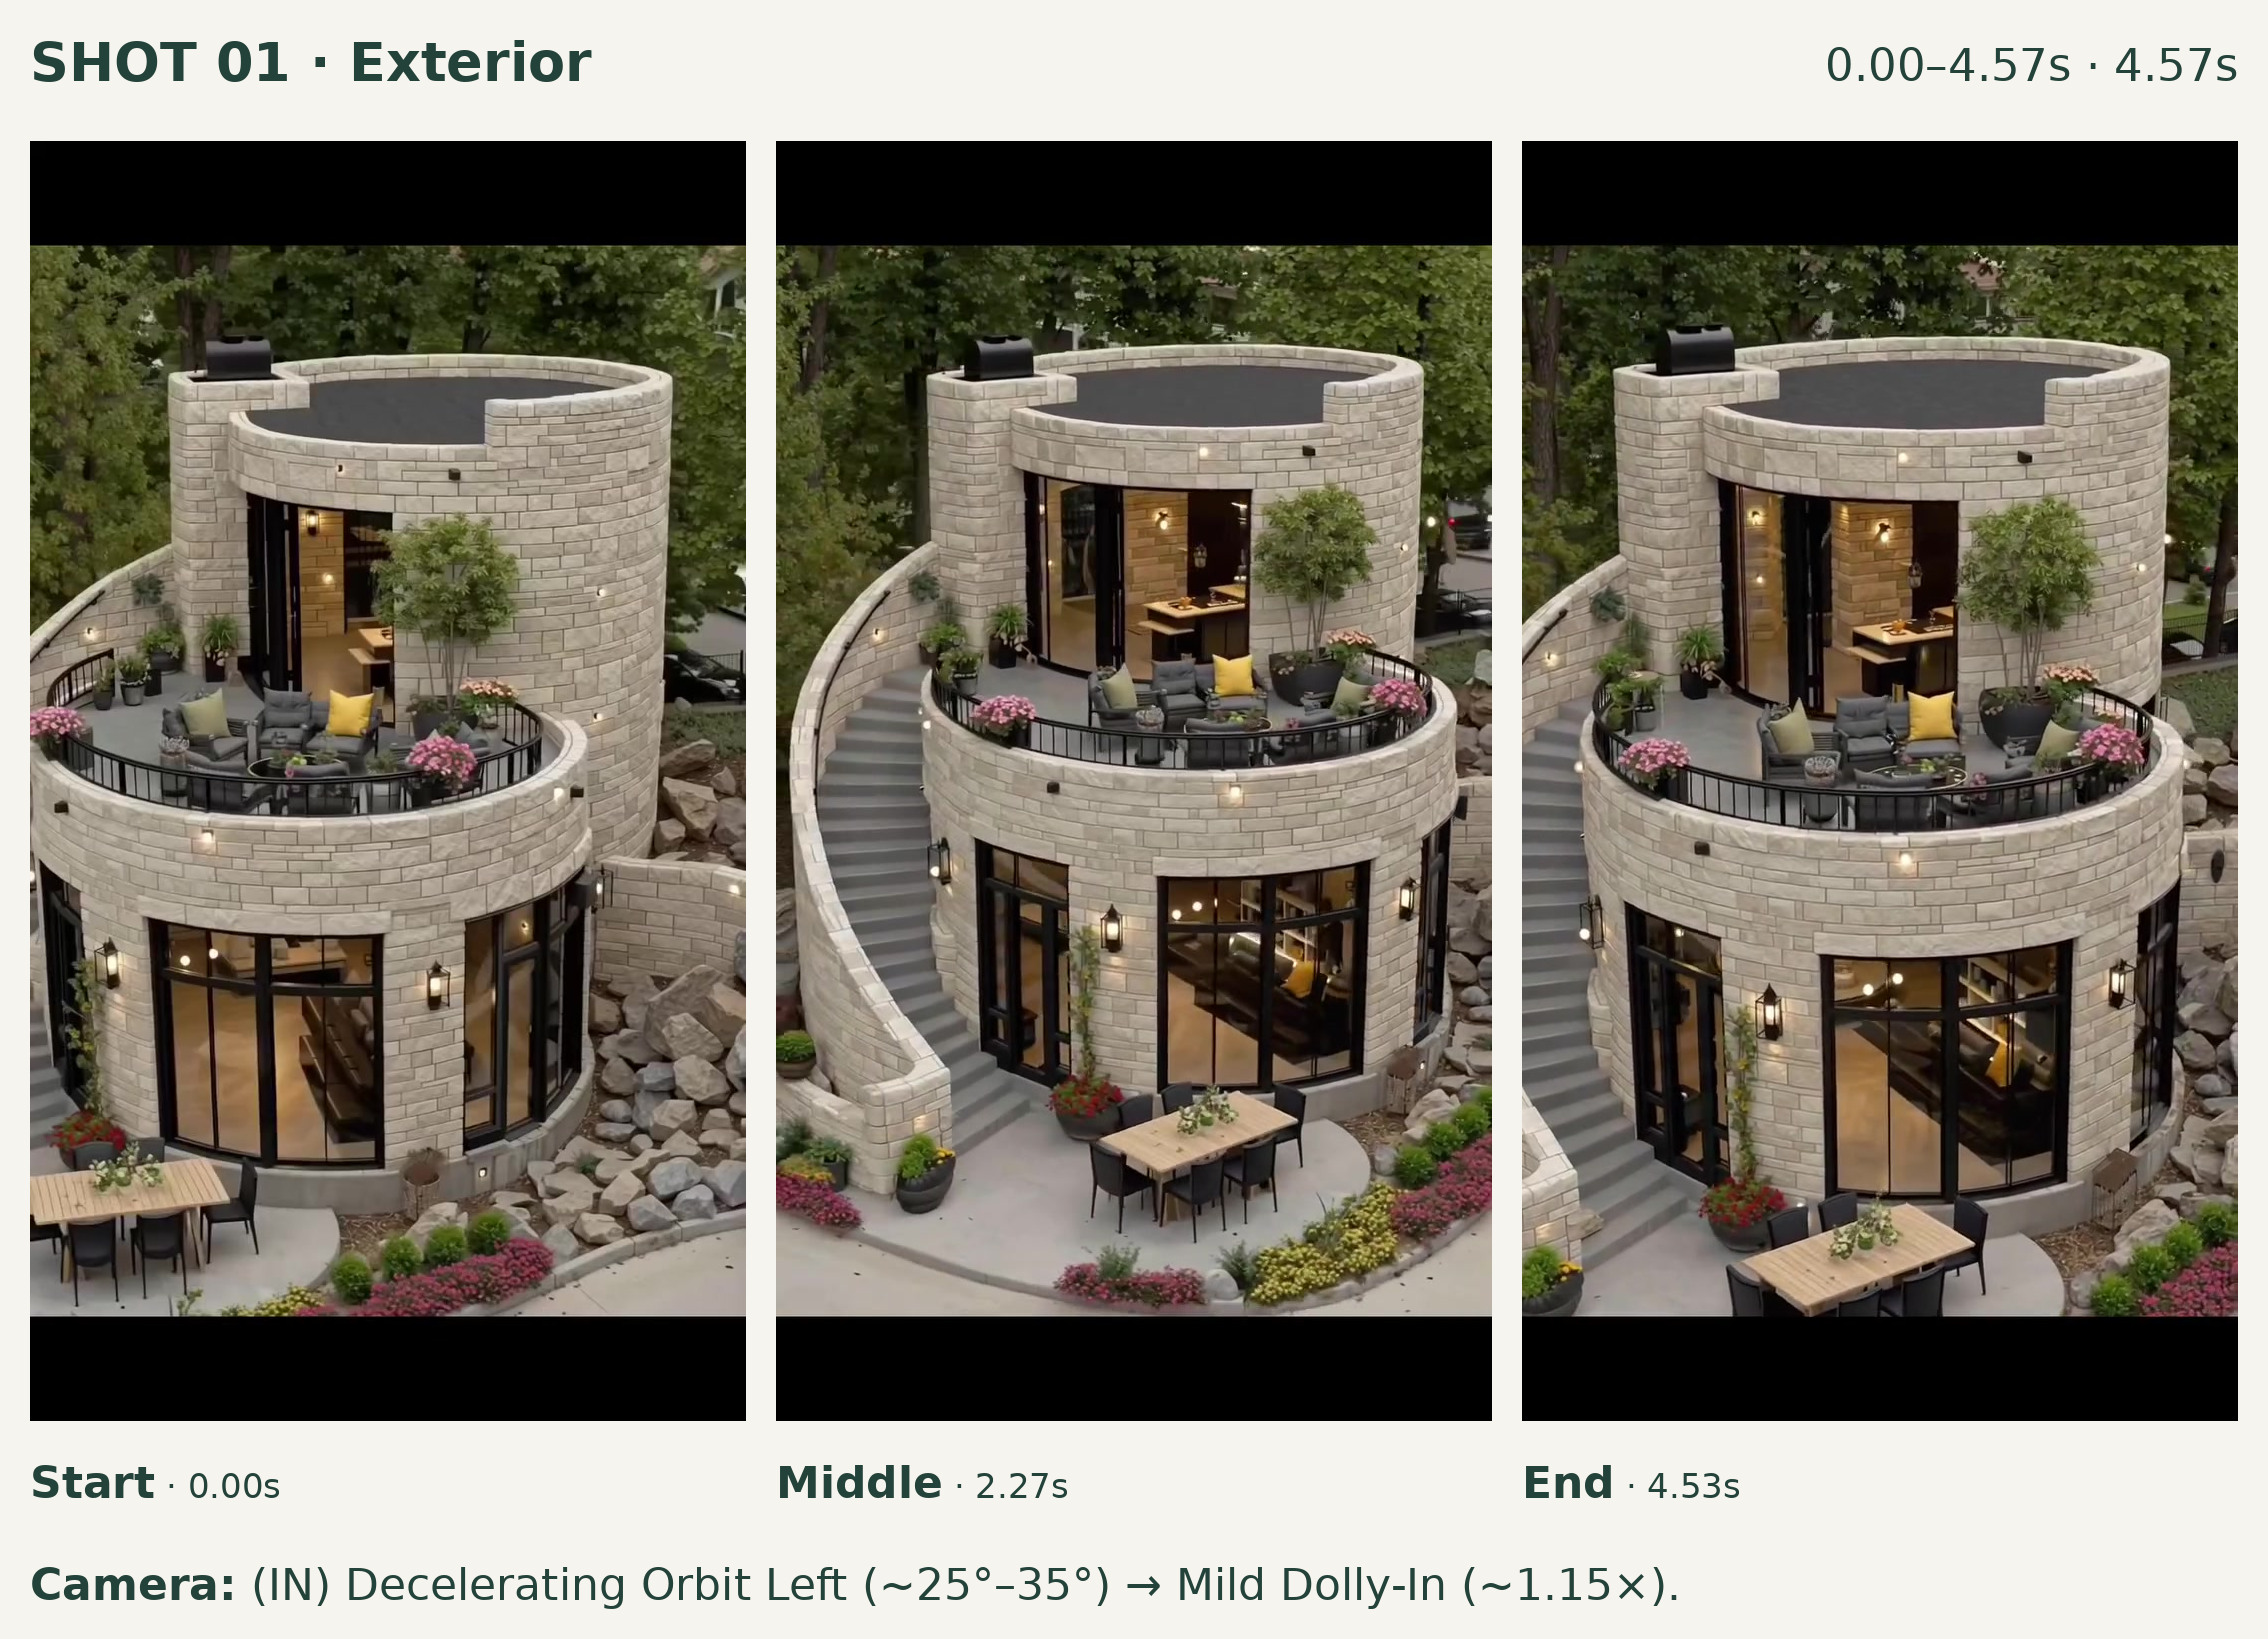 SHOT 01 · Exterior
0.00–4.57s · 4.57s
Start · 0.00s
Middle · 2.27s
End · 4.53s
Camera: (IN) Decelerating Orbit Left (~25°–35°) → Mild Dolly-In (~1.15×).